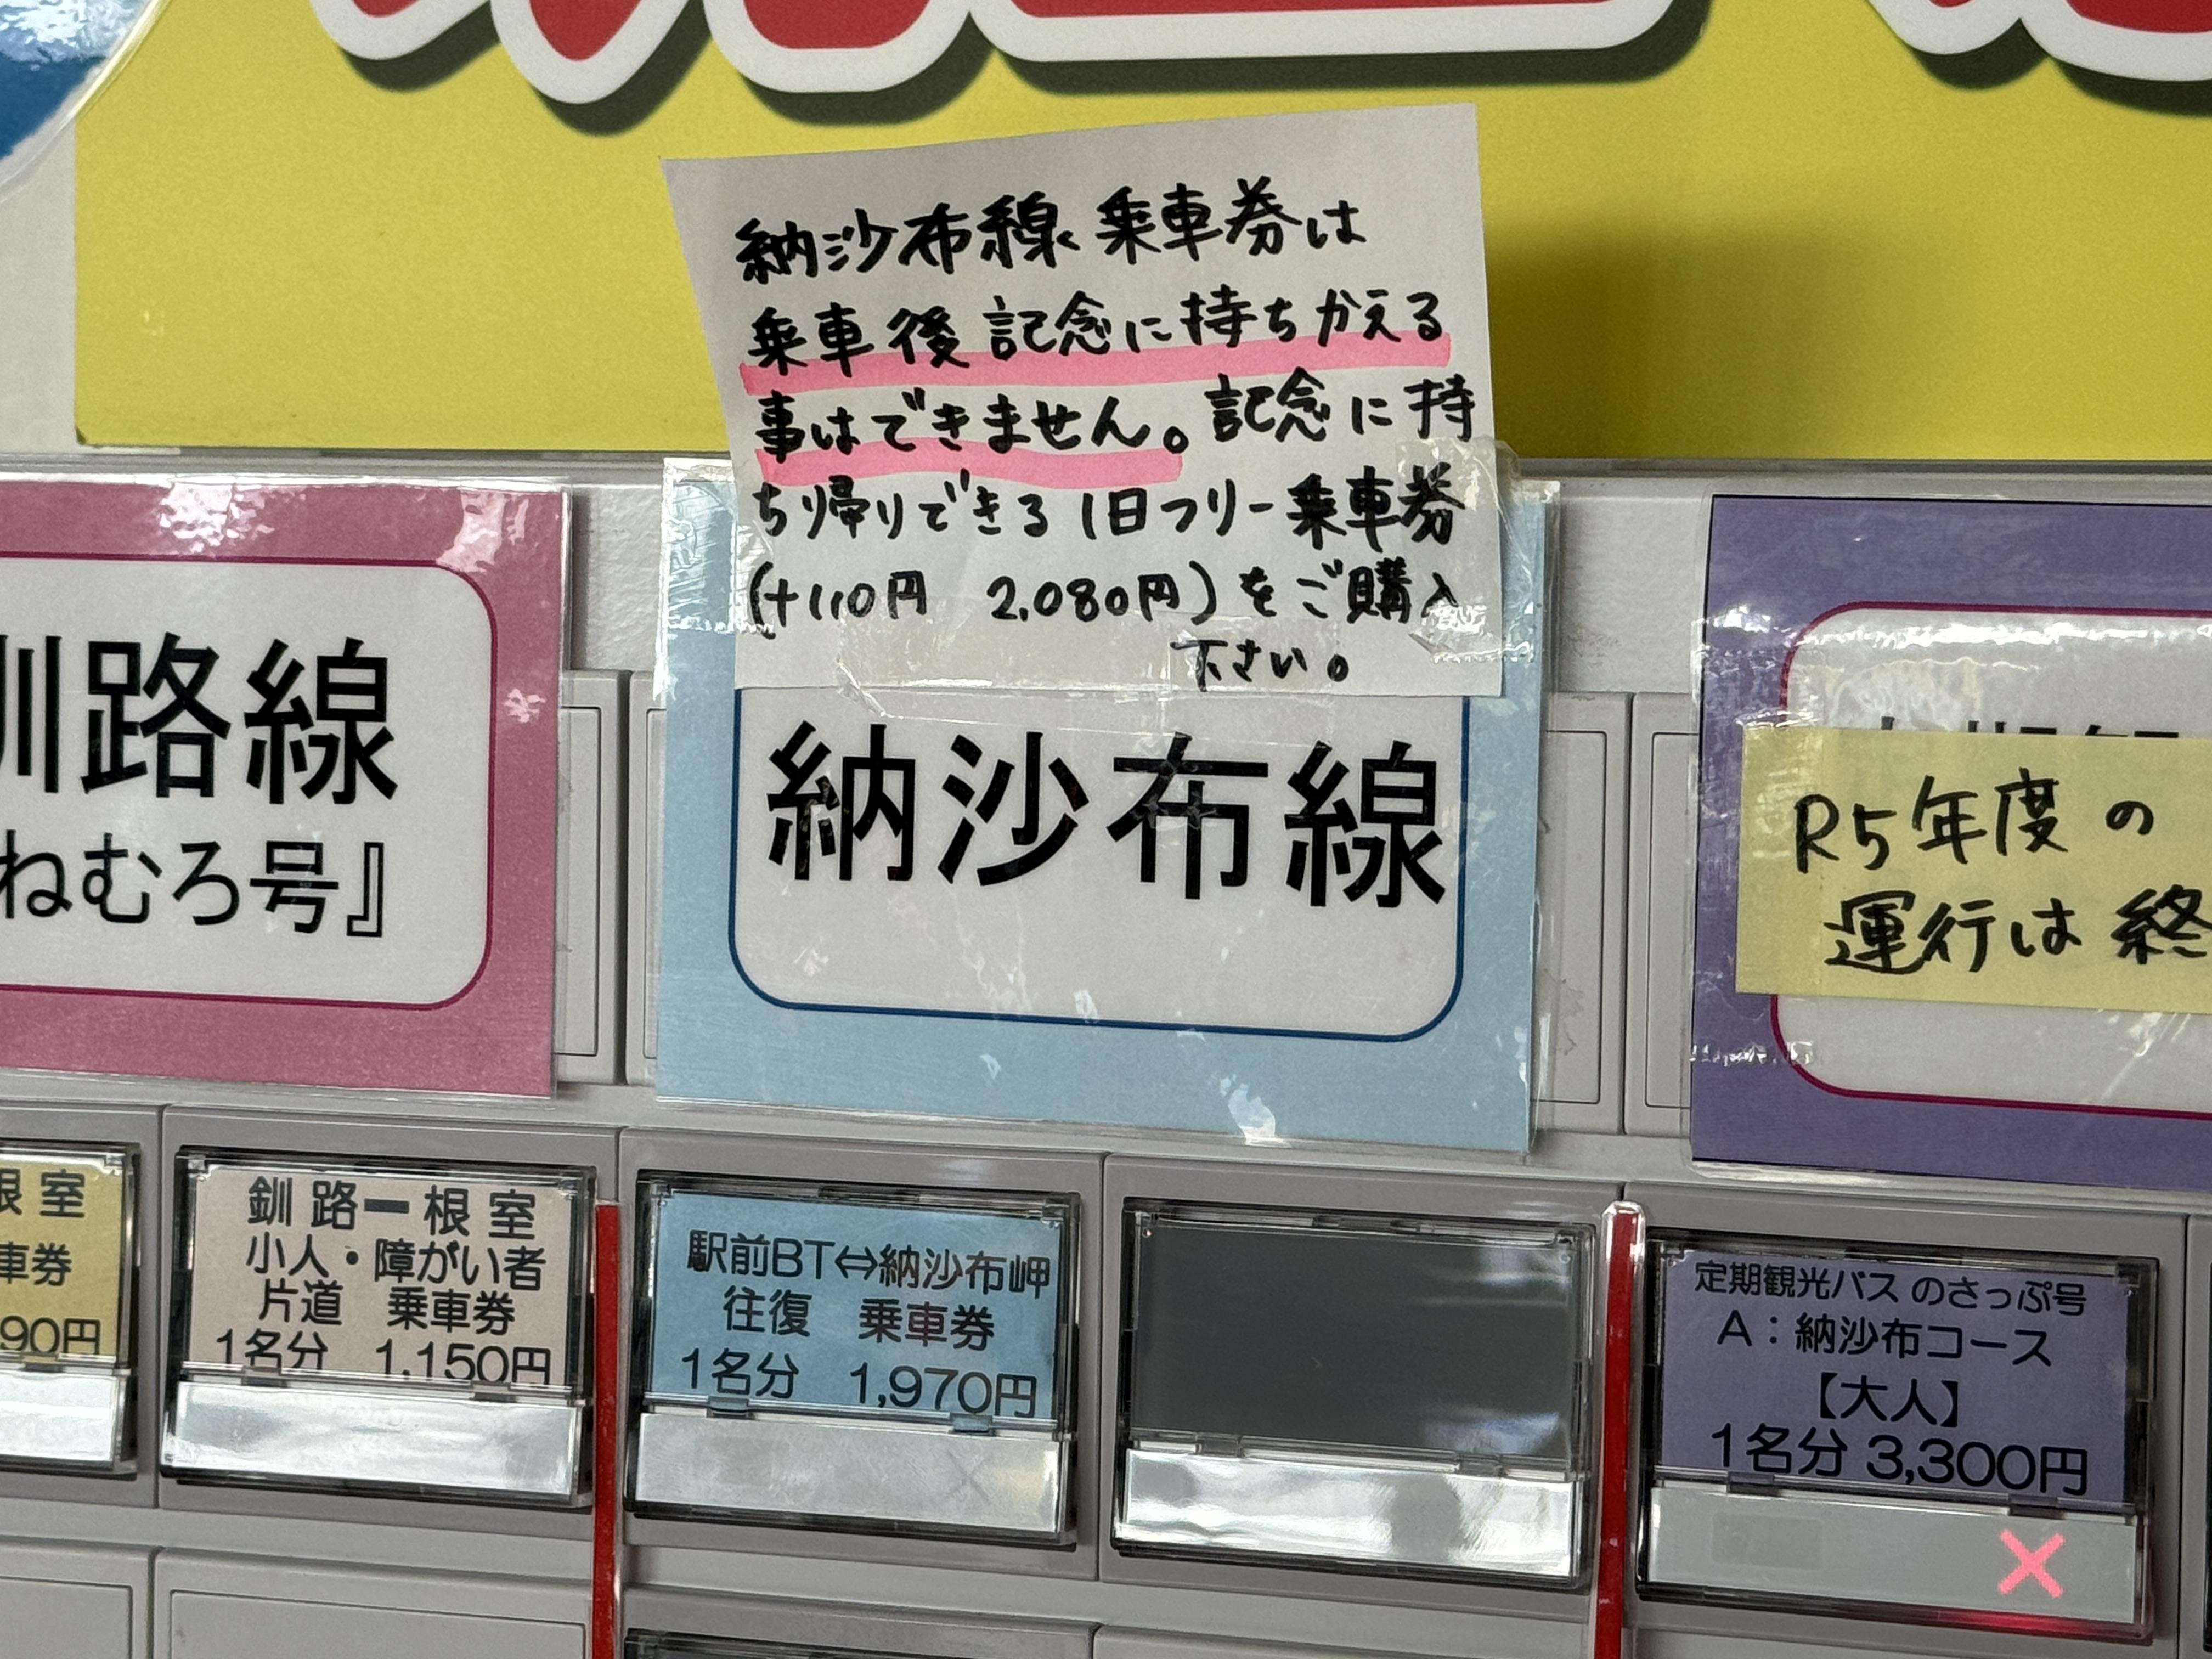 納沙布線 乗車券は
乗車後 記念に持ちかえる
事はできません。記念に持
ち帰りできる 1日フリー乗車券
(+110円 2,080円)をご購入
下さい。
釧路線
ねむろ号』
納沙布線
R5年度の
運行は終
根室
車券
90円
釧路ー根室
小人・障がい者
片道 乗車券
1名分 1,150円
駅前BT⇔納沙布岬
往復 乗車券
1名分 1,970円
定期観光バス のさっぷ号
A：納沙布コース
【大人】
1名分 3,300円
×